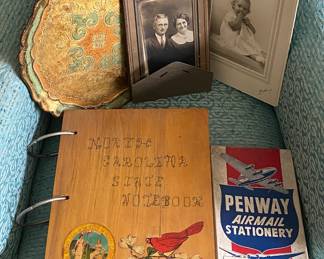 NORTH
CAROLINA
STATE
NOTEBOOK
PENWAY
AIRMAIL
STATIONERY